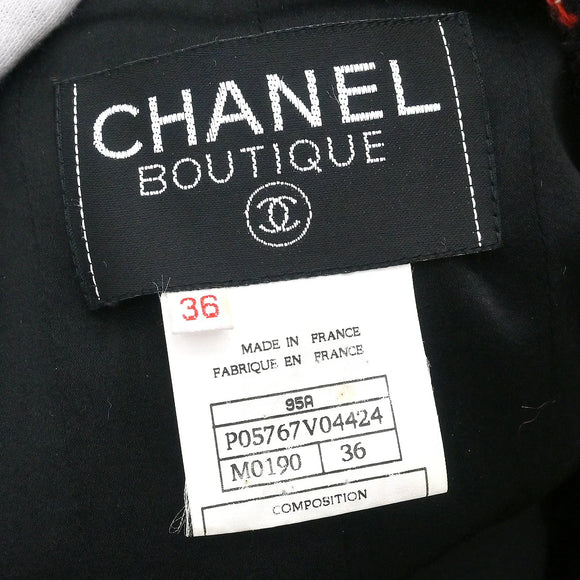 CHANEL
BOUTIQUE
36
MADE IN FRANCE
FABRIQUE EN FRANCE
95A
P05767V04424
M0190 36
COMPOSITION